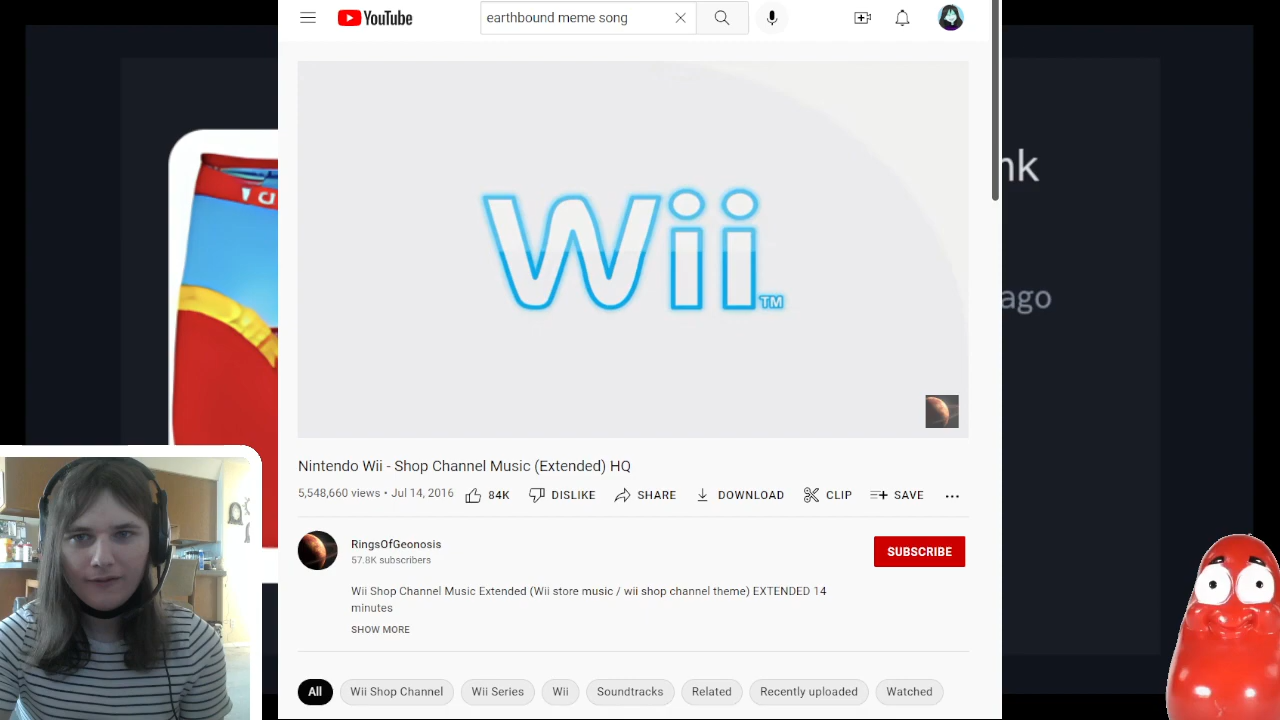 YouTube
earthbound meme song
Wii
TM
Nintendo Wii - Shop Channel Music (Extended) HQ
5,548,660 views • Jul 14, 2016
84K
DISLIKE
SHARE
DOWNLOAD
CLIP
SAVE
RingsOfGeonosis
57.8K subscribers
SUBSCRIBE
Wii Shop Channel Music Extended (Wii store music / wii shop channel theme) EXTENDED 14
minutes
SHOW MORE
All
Wii Shop Channel
Wii Series
Wii
Soundtracks
Related
Recently uploaded
Watched
nk
ago